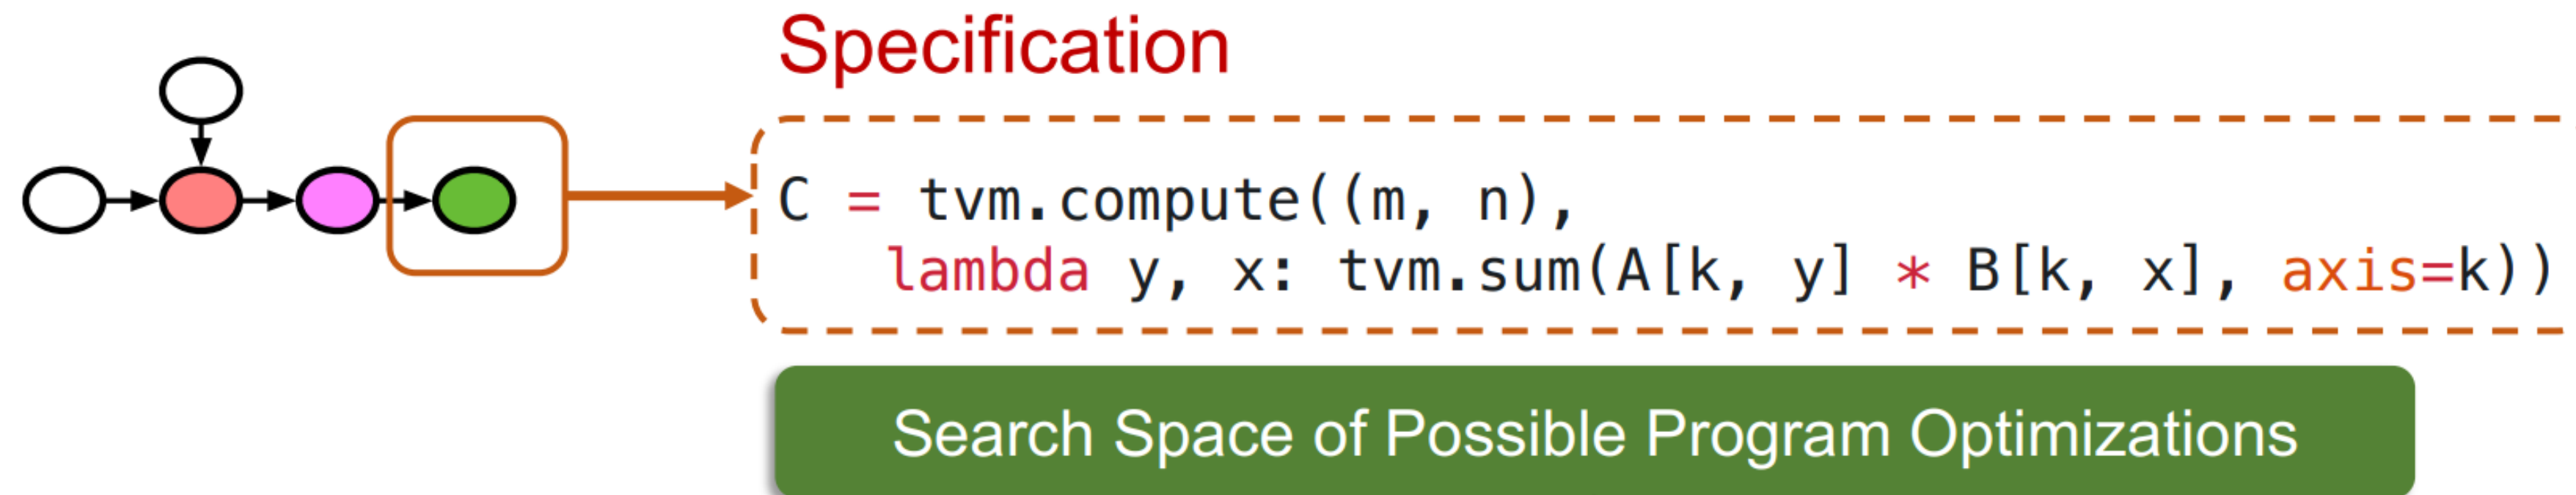 Specification
C = tvm.compute((m, n),
lambda y, x: tvm.sum(A[k, y] * B[k, x], axis=k))
Search Space of Possible Program Optimizations